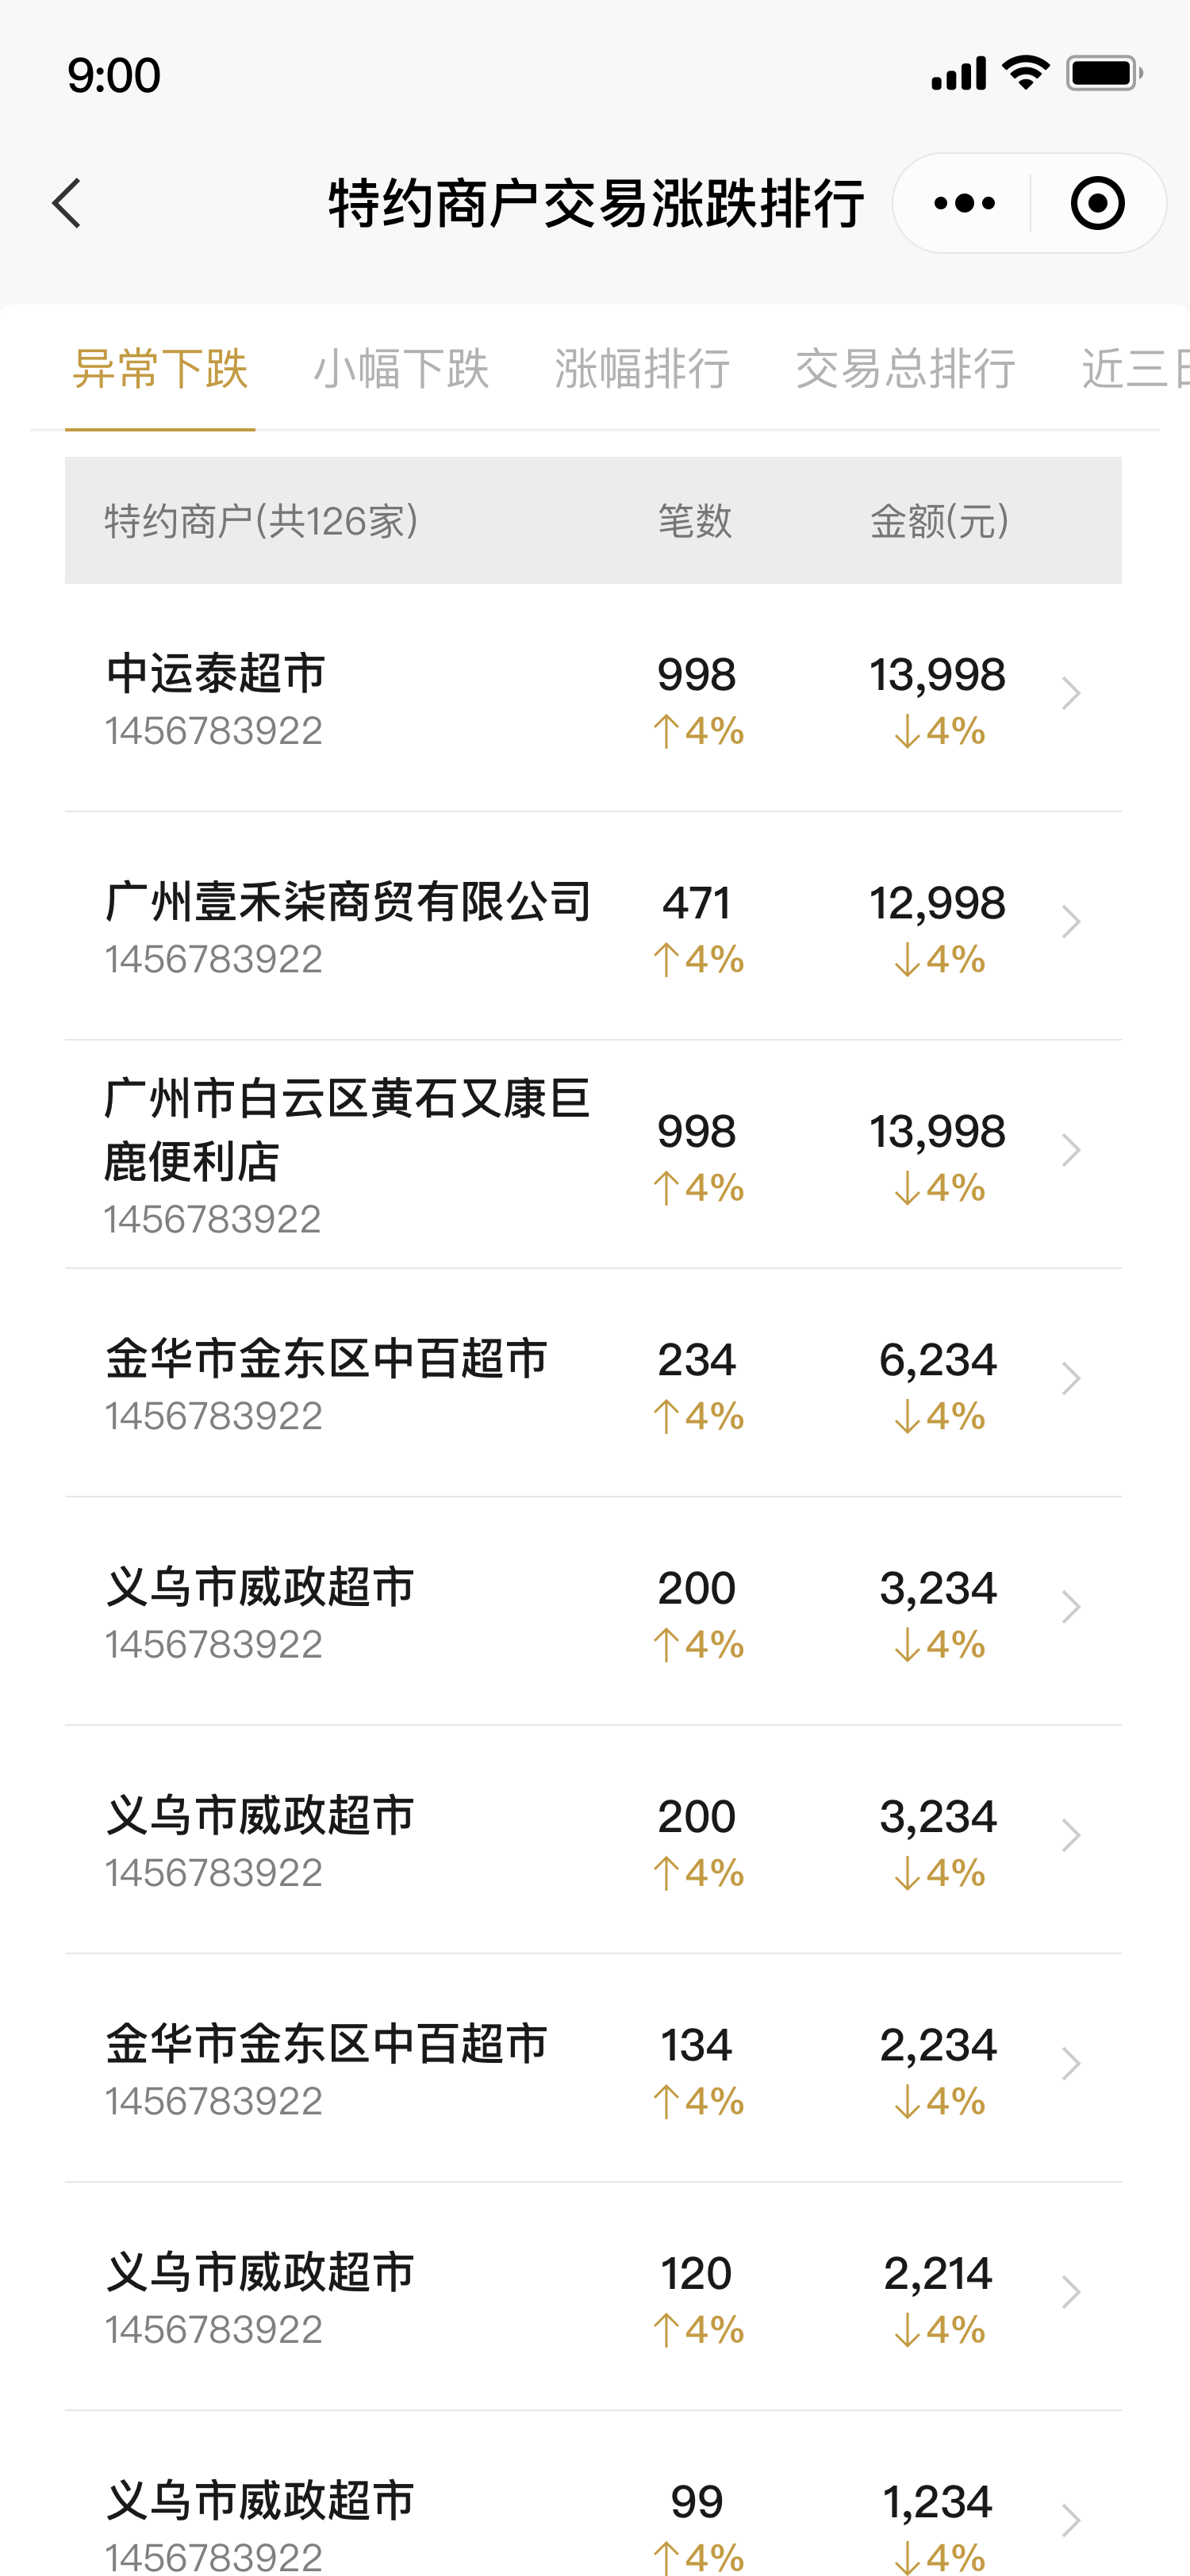 9:00
特约商户交易涨跌排行
异常下跌 小幅下跌 涨幅排行 交易总排行 近三日
特约商户(共126家) 笔数 金额(元)
中运泰超市 998 13,998
1456783922 ↑4% ↓4%
广州壹禾柒商贸有限公司 471 12,998
1456783922 ↑4% ↓4%
广州市白云区黄石又康巨
鹿便利店 998 13,998
1456783922 ↑4% ↓4%
金华市金东区中百超市 234 6,234
1456783922 ↑4% ↓4%
义乌市威政超市 200 3,234
1456783922 ↑4% ↓4%
义乌市威政超市 200 3,234
1456783922 ↑4% ↓4%
金华市金东区中百超市 134 2,234
1456783922 ↑4% ↓4%
义乌市威政超市 120 2,214
1456783922 ↑4% ↓4%
义乌市威政超市 99 1,234
1456783922 ↑4% ↓4%